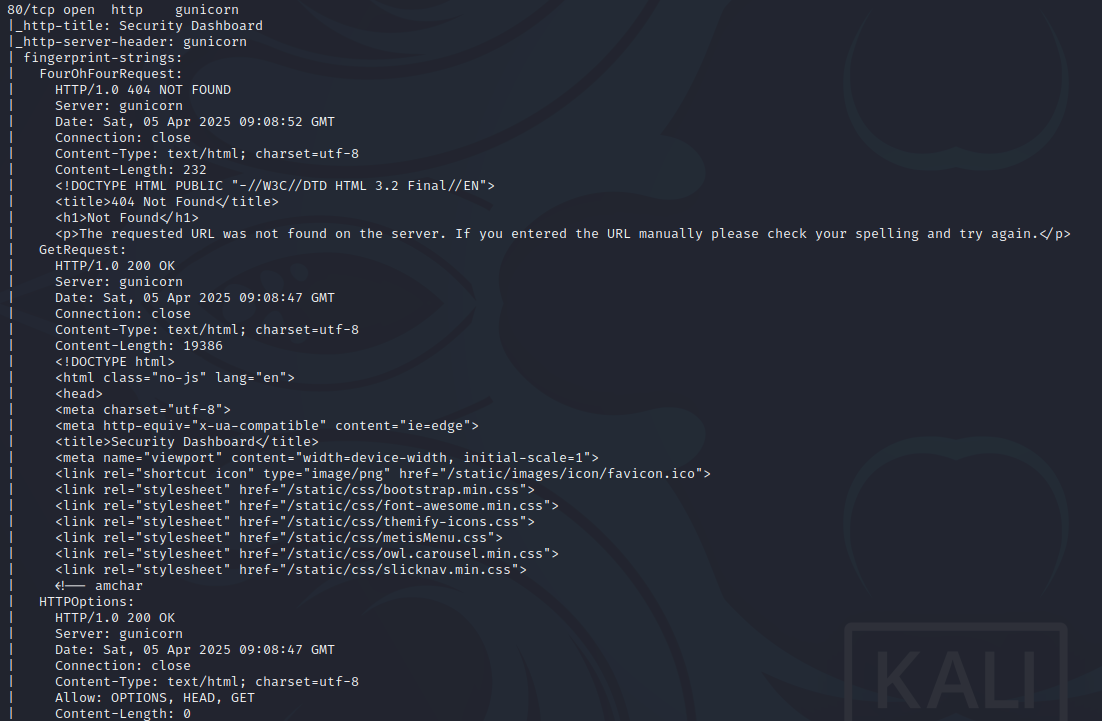 80/tcp open  http    gunicorn
|_http-title: Security Dashboard
|_http-server-header: gunicorn
| fingerprint-strings:
|   FourOhFourRequest:
|     HTTP/1.0 404 NOT FOUND
|     Server: gunicorn
|     Date: Sat, 05 Apr 2025 09:08:52 GMT
|     Connection: close
|     Content-Type: text/html; charset=utf-8
|     Content-Length: 232
|     <!DOCTYPE HTML PUBLIC "-//W3C//DTD HTML 3.2 Final//EN">
|     <title>404 Not Found</title>
|     <h1>Not Found</h1>
|     <p>The requested URL was not found on the server. If you entered the URL manually please check your spelling and try again.</p>
|   GetRequest:
|     HTTP/1.0 200 OK
|     Server: gunicorn
|     Date: Sat, 05 Apr 2025 09:08:47 GMT
|     Connection: close
|     Content-Type: text/html; charset=utf-8
|     Content-Length: 19386
|     <!DOCTYPE html>
|     <html class="no-js" lang="en">
|     <head>
|     <meta charset="utf-8">
|     <meta http-equiv="x-ua-compatible" content="ie=edge">
|     <title>Security Dashboard</title>
|     <meta name="viewport" content="width=device-width, initial-scale=1">
|     <link rel="shortcut icon" type="image/png" href="/static/images/icon/favicon.ico">
|     <link rel="stylesheet" href="/static/css/bootstrap.min.css">
|     <link rel="stylesheet" href="/static/css/font-awesome.min.css">
|     <link rel="stylesheet" href="/static/css/themify-icons.css">
|     <link rel="stylesheet" href="/static/css/metisMenu.css">
|     <link rel="stylesheet" href="/static/css/owl.carousel.min.css">
|     <link rel="stylesheet" href="/static/css/slicknav.min.css">
|     <!-- amchar
|   HTTPOptions:
|     HTTP/1.0 200 OK
|     Server: gunicorn
|     Date: Sat, 05 Apr 2025 09:08:47 GMT
|     Connection: close
|     Content-Type: text/html; charset=utf-8
|     Allow: OPTIONS, HEAD, GET
|     Content-Length: 0
KALI